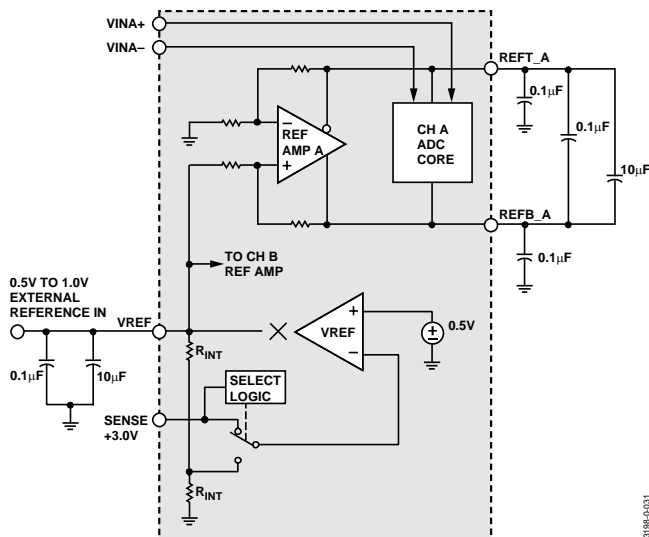 VINA+
VINA–
REFT_A
0.1μF
0.1μF
10μF
–
REF
AMP A
+
CH A
ADC
CORE
REFB_A
0.1μF
TO CH B
REF AMP
0.5V TO 1.0V
EXTERNAL
REFERENCE IN
VREF
+
VREF
–
0.5V
+
–
RINT
0.1μF
10μF
SELECT
LOGIC
SENSE
+3.0V
RINT
3198-0-031